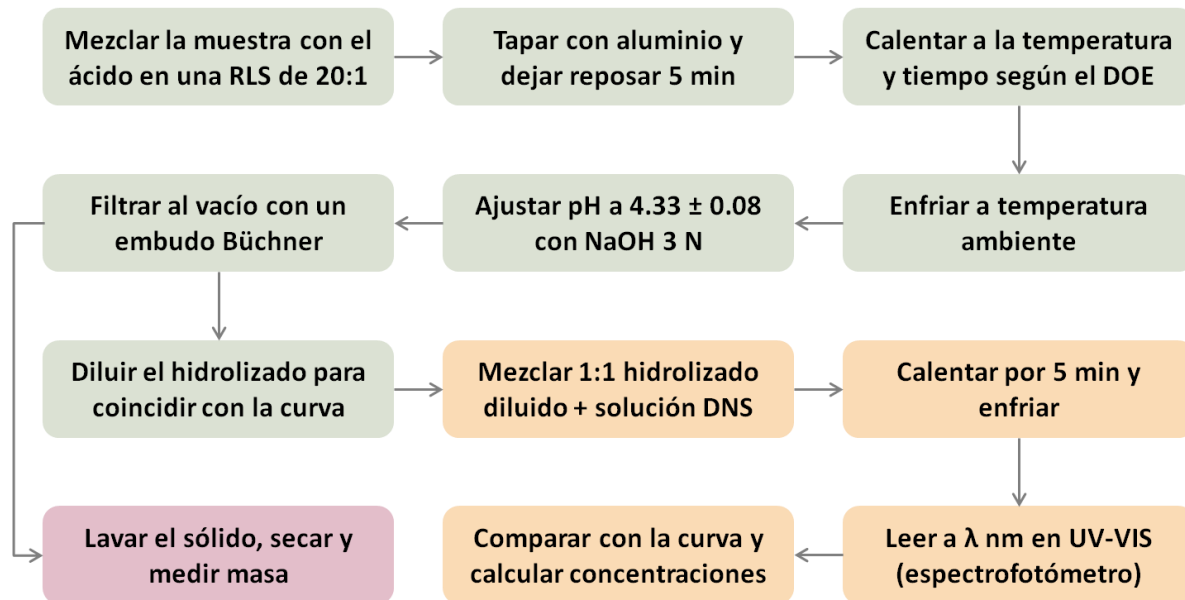 Mezclar la muestra con el
ácido en una RLS de 20:1
Tapar con aluminio y
dejar reposar 5 min
Calentar a la temperatura
y tiempo según el DOE
Enfriar a temperatura
ambiente
Ajustar pH a 4.33 ± 0.08
con NaOH 3 N
Filtrar al vacío con un
embudo Büchner
Diluir el hidrolizado para
coincidir con la curva
Mezclar 1:1 hidrolizado
diluido + solución DNS
Calentar por 5 min y
enfriar
Leer a λ nm en UV-VIS
(espectrofotómetro)
Comparar con la curva y
calcular concentraciones
Lavar el sólido, secar y
medir masa